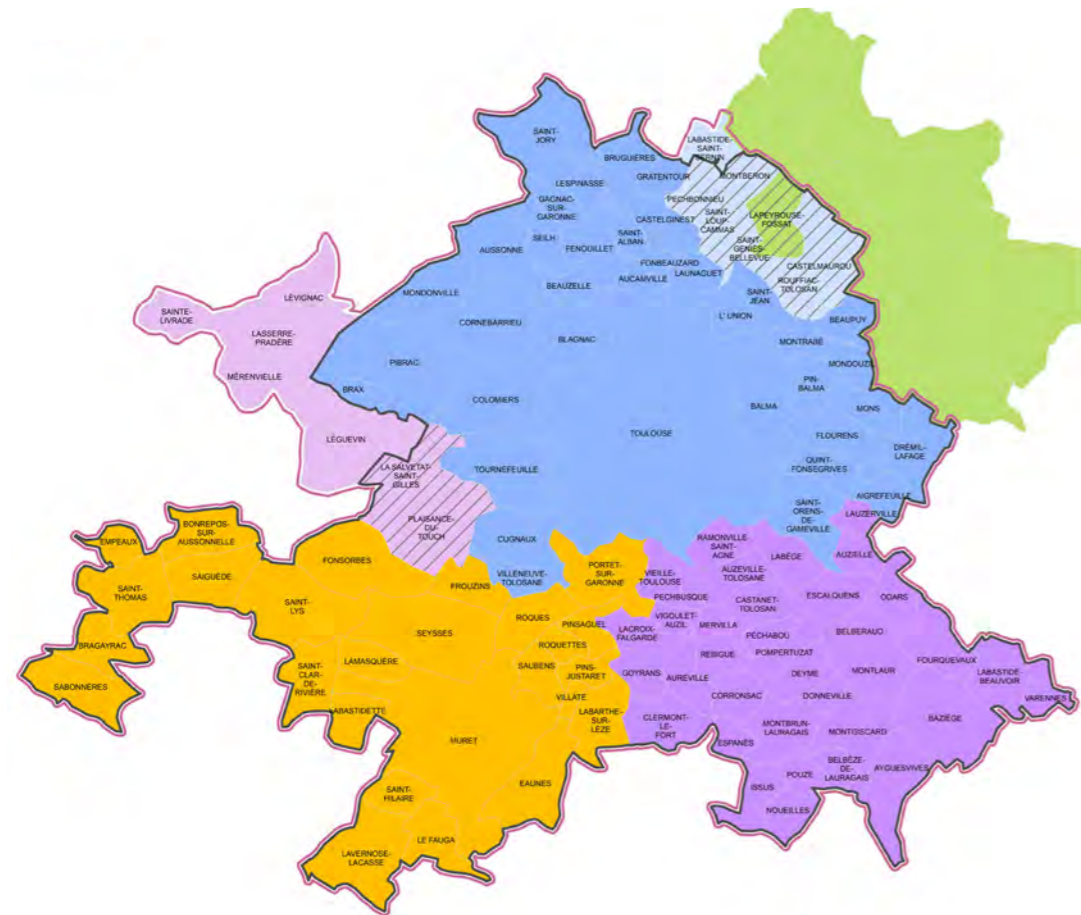 SAINT-
JORY
LABASTIDE-
SAINT-
SERNIN
BRUGUIÈRES
GRATENTOUR
MONTBERON
LESPINASSE
GAGNAC-
SUR-
GARONNE
PECHBONNIEU
CASTELGINEST
SAINT-
LOUP-
CAMMAS
LAPEYROUSE-
FOSSAT
SEILH
SAINT-
ALBAN
AUSSONNE
FENOUILLET
SAINT-
GENIÈS-
BELLEVUE
FONBEAUZARD
LAUNAGUET
CASTELMAUROU
AUCAMVILLE
ROUFFIAC-
TOLOSAN
BEAUZELLE
MONDONVILLE
SAINT-
JEAN
LÉVIGNAC
SAINTE-
LIVRADE
L' UNION
BEAUPUY
CORNEBARRIEU
LASSERRE-
PRADÈRE
BLAGNAC
MONTRABÉ
PIBRAC
MONDOUZIL
MÉRENVIELLE
BRAX
PIN-
BALMA
COLOMIERS
BALMA
MONS
TOULOUSE
FLOURENS
LÉGUEVIN
DRÉMIL-
LAFAGE
LA SALVETAT-
SAINT-
GILLES
TOURNEFEUILLE
QUINT-
FONSEGRIVES
AIGREFEUILLE
SAINT-
ORENS-
DE-
GAMEVILLE
LAUZERVILLE
PLAISANCE-
DU-
TOUCH
BONREPOS-
SUR-
AUSSONNELLE
EMPEAUX
CUGNAUX
RAMONVILLE-
SAINT-
AGNE
LABÈGE
AUZIELLE
FONSORBES
PORTET-
SUR-
GARONNE
VIEILLE-
TOULOUSE
AUZEVILLE-
TOLOSANE
SAIGUÈDE
VILLENEUVE-
TOLOSANE
FROUZINS
SAINT-
THOMAS
PECHBUSQUE
ESCALQUENS
ODARS
SAINT-
LYS
CASTANET-
TOLOSAN
ROQUES
PINSAGUEL
VIGOULET-
AUZIL
MERVILLA
LACROIX-
FALGARDE
SEYSSES
BELBERAUD
PÉCHABOU
BRAGAYRAC
ROQUETTES
REBIGUE
POMPERTUZAT
LAMASQUÈRE
SAUBENS
PINS-
JUSTARET
FOURQUEVAUX
SAINT-
CLAR-
DE-
RIVIÈRE
GOYRANS
AUREVILLE
DEYME
MONTLAUR
LABASTIDE-
BEAUVOIR
SABONNÈRES
CORRONSAC
DONNEVILLE
VARENNES
VILLATE
LABASTIDETTE
LABARTHE-
SUR-
LÈZE
CLERMONT-
LE-
FORT
MONTBRUN-
LAURAGAIS
MONTGISCARD
BAZIÈGE
MURET
ESPANÈS
BELBÈZE-
DE-
LAURAGAIS
AYGUESVIVES
POUZE
EAUNES
ISSUS
SAINT-
HILAIRE
NOUEILLES
LE FAUGA
LAVERNOSE-
LACASSE